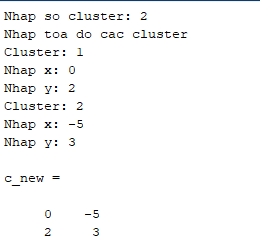 Nhap so cluster: 2
Nhap toa do cac cluster
Cluster: 1
Nhap x: 0
Nhap y: 2
Cluster: 2
Nhap x: -5
Nhap y: 3
c_new =
0 -5
2 3